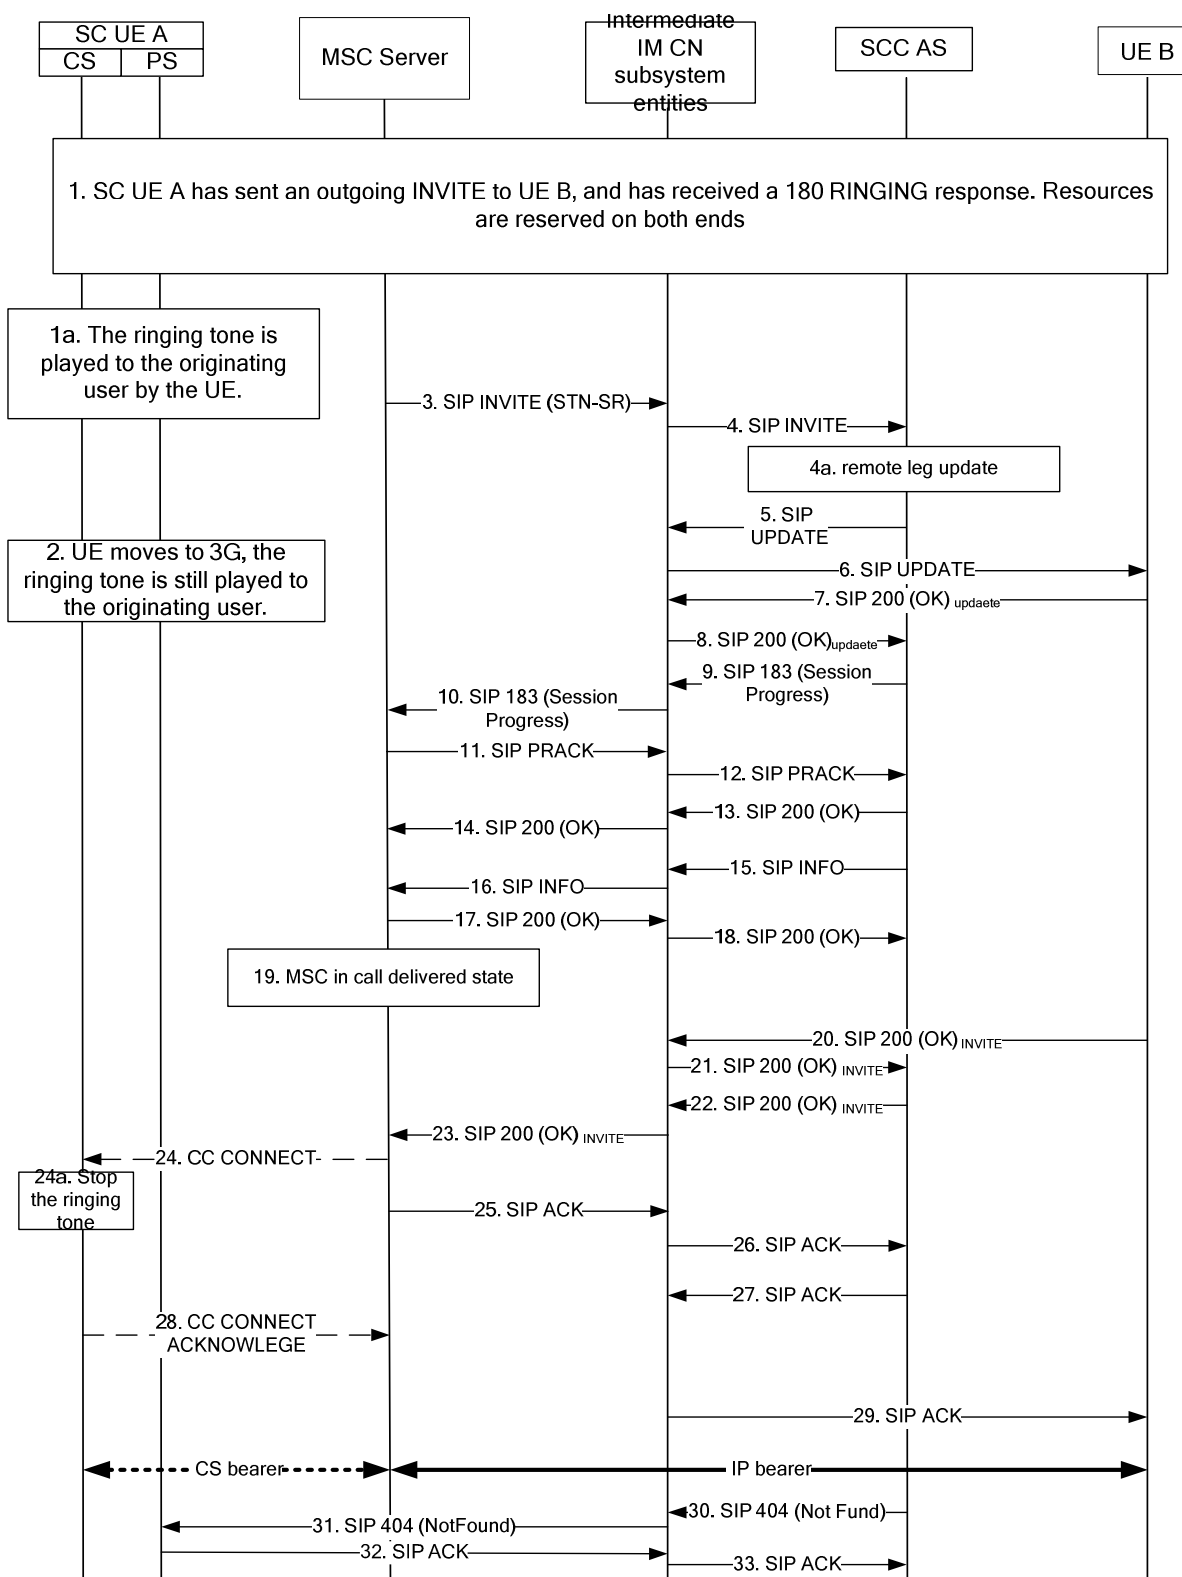 SC UE A
CS
PS
MSC Server
Intermediate
IM CN
subsystem
entities
SCC AS
UE B
1. SC UE A has sent an outgoing INVITE to UE B, and has received a 180 RINGING response. Resources
are reserved on both ends
1a. The ringing tone is
played to the originating
user by the UE.
3. SIP INVITE (STN-SR)
4. SIP INVITE
4a. remote leg update
5. SIP
UPDATE
2. UE moves to 3G, the
ringing tone is still played to
the originating user.
6. SIP UPDATE
7. SIP 200 (OK) updaete
8. SIP 200 (OK)updaete
9. SIP 183 (Session
Progress)
10. SIP 183 (Session
Progress)
11. SIP PRACK
12. SIP PRACK
13. SIP 200 (OK)
14. SIP 200 (OK)
15. SIP INFO
16. SIP INFO
17. SIP 200 (OK)
18. SIP 200 (OK)
19. MSC in call delivered state
20. SIP 200 (OK) INVITE
21. SIP 200 (OK) INVITE
22. SIP 200 (OK) INVITE
23. SIP 200 (OK) INVITE
24. CC CONNECT
24a. Stop
the ringing
tone
25. SIP ACK
26. SIP ACK
27. SIP ACK
28. CC CONNECT
ACKNOWLEGE
29. SIP ACK
CS bearer
IP bearer
30. SIP 404 (Not Fund)
31. SIP 404 (NotFound)
32. SIP ACK
33. SIP ACK